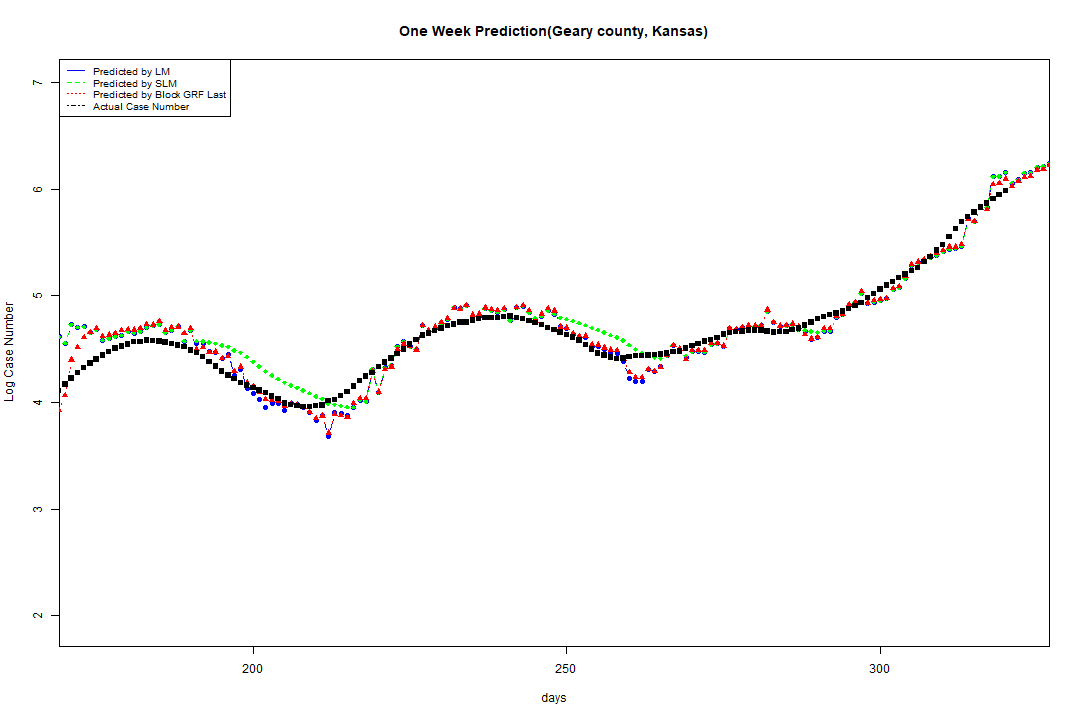 One Week Prediction(Geary county, Kansas)
Predicted by LM
Predicted by SLM
Predicted by Block GRF Last
Actual Case Number
7
6
5
4
3
2
Log Case Number
200
250
300
days